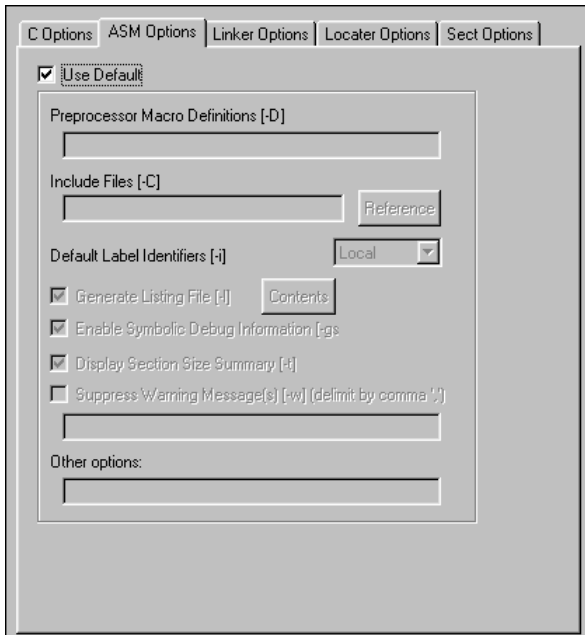 C Options ASM Options Linker Options Locater Options Sect Options
Use Default
Preprocessor Macro Definitions [-D]
Include Files [-C]
Reference
Default Label Identifiers [-i]
Local
Generate Listing File [-l]
Contents
Enable Symbolic Debug Information [-gs
Display Section Size Summary [-t]
Suppress Warning Message(s) [-w] (delimit by comma ',')
Other options: